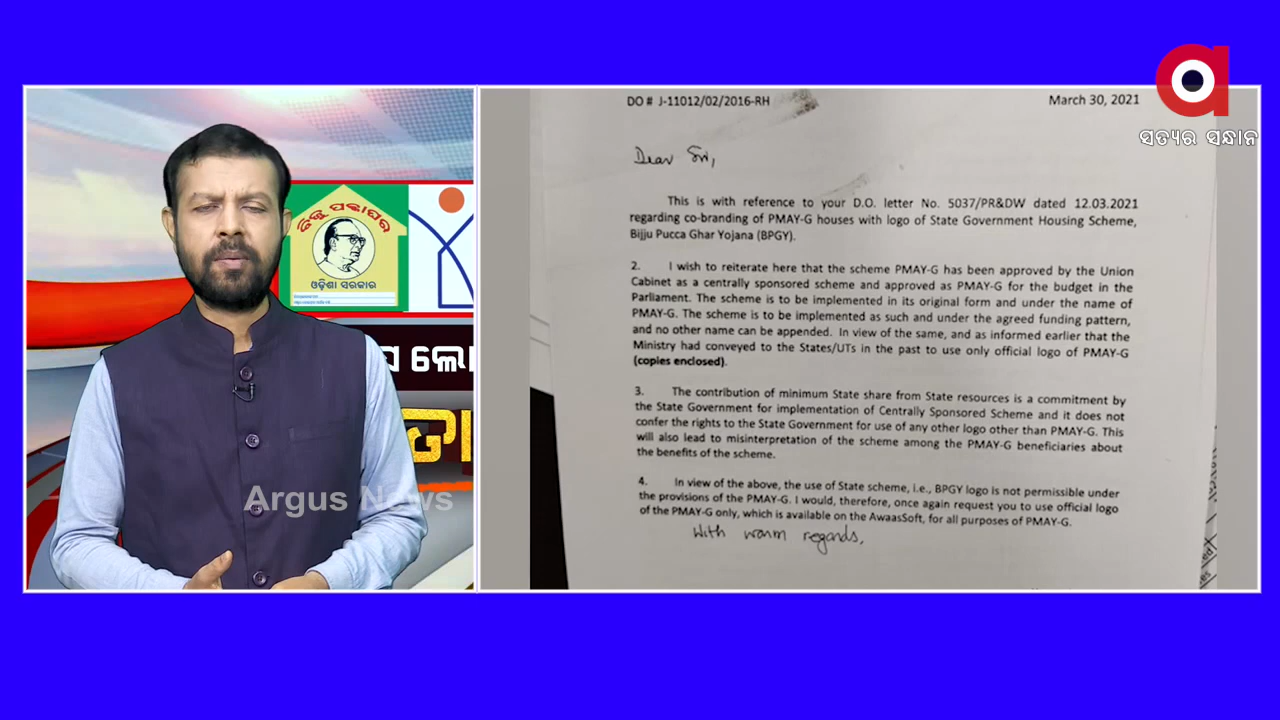 ସତ୍ୟର ସନ୍ଧାନ
ବିଜୁ ପକ୍କାଘର
ଓଡ଼ିଶା ସରକାର
Argus News
DO # J-11012/02/2016-RH
March 30, 2021
Dear Sri,
This is with reference to your D.O. letter No. 5037/PR&DW dated 12.03.2021
regarding co-branding of PMAY-G houses with logo of State Government Housing Scheme,
Bijju Pucca Ghar Yojana (BPGY).
2. I wish to reiterate here that the scheme PMAY-G has been approved by the Union
Cabinet as a centrally sponsored scheme and approved as PMAY-G for the budget in the
Parliament. The scheme is to be implemented in its original form and under the name of
PMAY-G. The scheme is to be implemented as such and under the agreed funding pattern,
and no other name can be appended. In view of the same, and as informed earlier that the
Ministry had conveyed to the States/UTs in the past to use only official logo of PMAY-G
(copies enclosed).
3. The contribution of minimum State share from State resources is a commitment by
the State Government for implementation of Centrally Sponsored Scheme and it does not
confer the rights to the State Government for use of any other logo other than PMAY-G. This
will also lead to misinterpretation of the scheme among the PMAY-G beneficiaries about
the benefits of the scheme.
4. In view of the above, the use of State scheme, i.e., BPGY logo is not permissible under
the provisions of the PMAY-G. I would, therefore, once again request you to use official logo
of the PMAY-G only, which is available on the AwaasSoft, for all purposes of PMAY-G.
With warm regards,